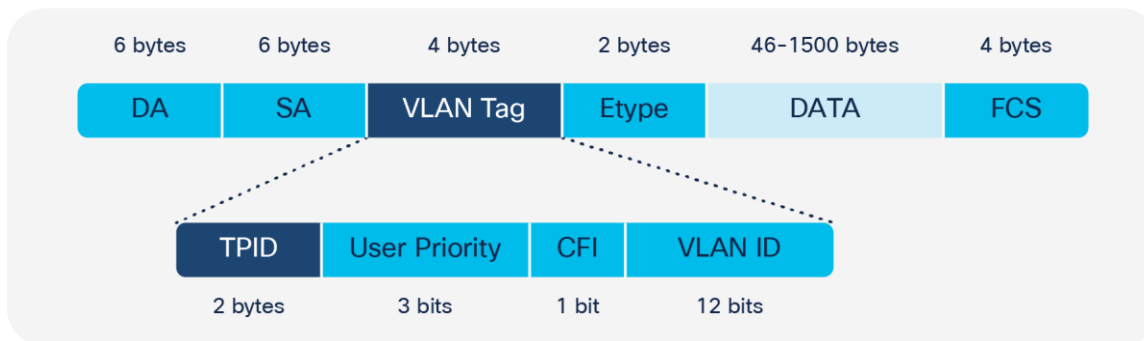 6 bytes 6 bytes 4 bytes 2 bytes 46-1500 bytes 4 bytes
DA SA VLAN Tag Etype DATA FCS
TPID User Priority CFI VLAN ID
2 bytes 3 bits 1 bit 12 bits